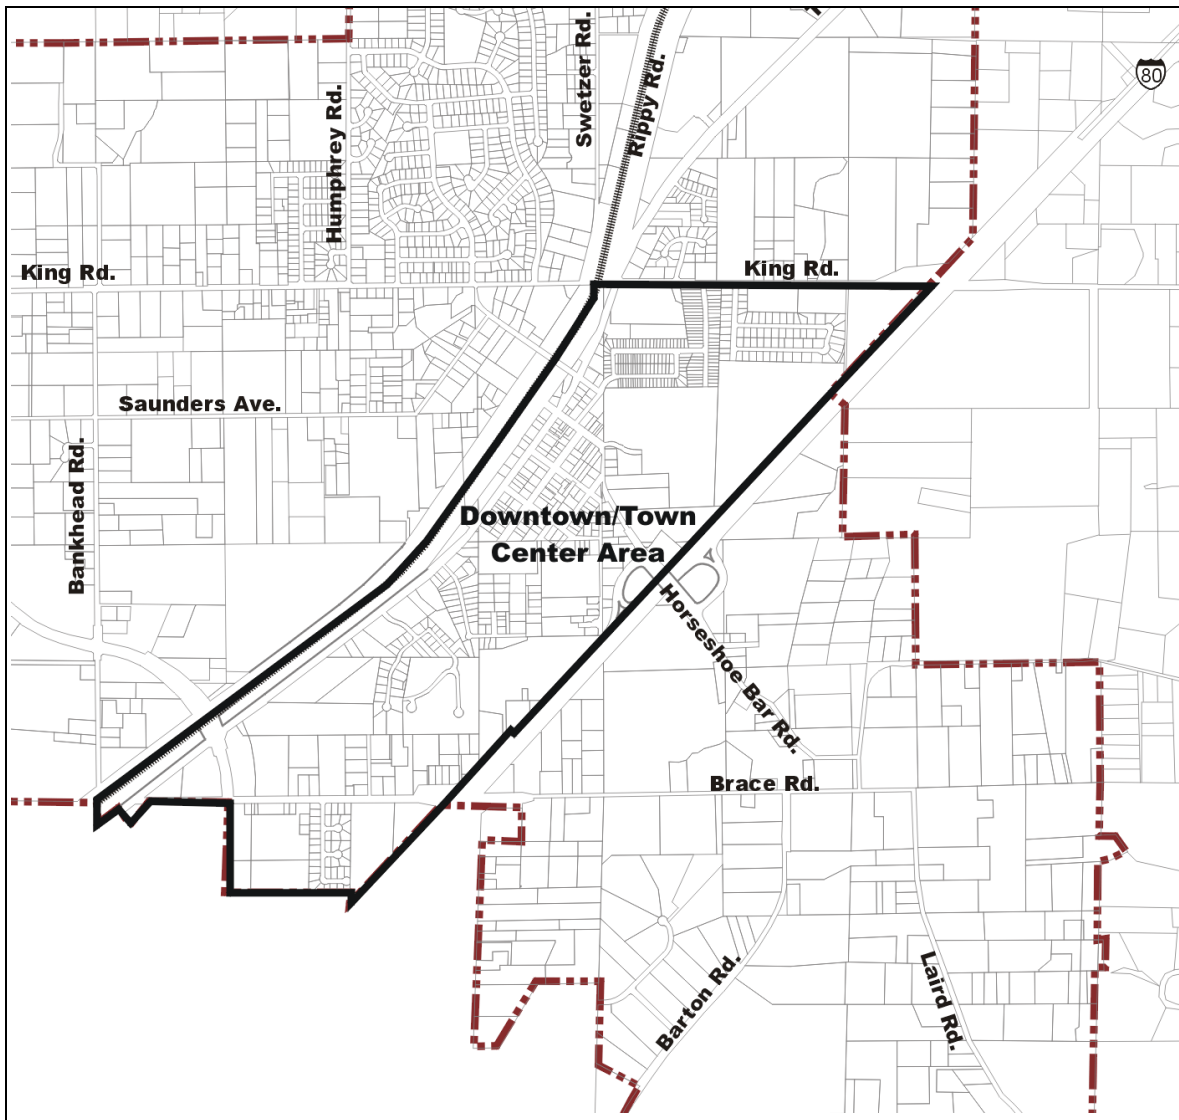 Swetzer Rd.
Rippy Rd.
80
Humphrey Rd.
King Rd.
King Rd.
Saunders Ave.
Bankhead Rd.
Downtown/Town
Center Area
Horseshoe Bar Rd.
Brace Rd.
Barton Rd.
Laird Rd.